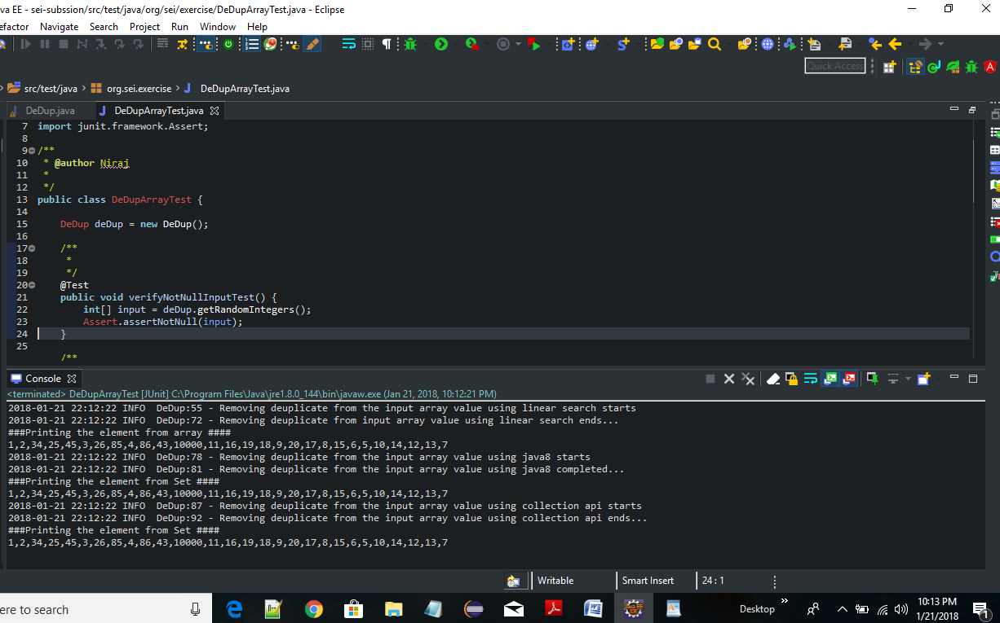 va EE - sei-subssion/src/test/java/org/sei/exercise/DeDupArrayTest.java - Eclipse
efactor Navigate Search Project Run Window Help
Quick Access
src/test/java org.sei.exercise DeDupArrayTest.java
DeDup.java DeDupArrayTest.java
7 import junit.framework.Assert;
8
9 /**
10 * @author Niraj
11 *
12 */
13 public class DeDupArrayTest {
14
15 DeDup deDup = new DeDup();
16
17 /**
18 *
19 */
20 @Test
21 public void verifyNotNullInputTest() {
22 int[] input = deDup.getRandomIntegers();
23 Assert.assertNotNull(input);
24 }
25
/**
Console
<terminated> DeDupArrayTest [JUnit] C:\Program Files\Java\jre1.8.0_144\bin\javaw.exe (Jan 21, 2018, 10:12:21 PM)
2018-01-21 22:12:22 INFO DeDup:55 - Removing deuplicate from the input array value using linear search starts
2018-01-21 22:12:22 INFO DeDup:72 - Removing deuplicate from input array value using linear search ends...
###Printing the element from array ####
1,2,34,25,45,3,26,85,4,86,43,10000,11,16,19,18,9,20,17,8,15,6,5,10,14,12,13,7
2018-01-21 22:12:22 INFO DeDup:78 - Removing deuplicate from the input array value using java8 starts
2018-01-21 22:12:22 INFO DeDup:81 - Removing deuplicate from the input array value using java8 completed...
###Printing the element from Set ####
1,2,34,25,45,3,26,85,4,86,43,10000,11,16,19,18,9,20,17,8,15,6,5,10,14,12,13,7
2018-01-21 22:12:22 INFO DeDup:87 - Removing deuplicate from the input array value using collection api starts
2018-01-21 22:12:22 INFO DeDup:92 - Removing deuplicate from the input array value using collection api ends...
###Printing the element from Set ####
1,2,34,25,45,3,26,85,4,86,43,10000,11,16,19,18,9,20,17,8,15,6,5,10,14,12,13,7
Writable Smart Insert 24 : 1
ere to search Desktop 10:13 PM
1/21/2018 1